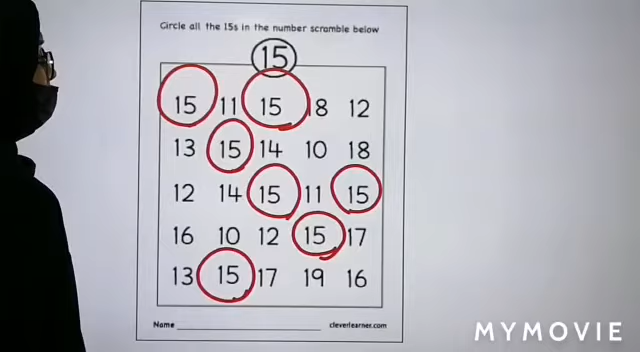 Circle all the 15s in the number scramble below
15
15 11 15 18 12
13 15 14 10 18
12 14 15 11 15
16 10 12 15 17
13 15 17 19 16
Name
cleverlearner.com
MYMOVIE